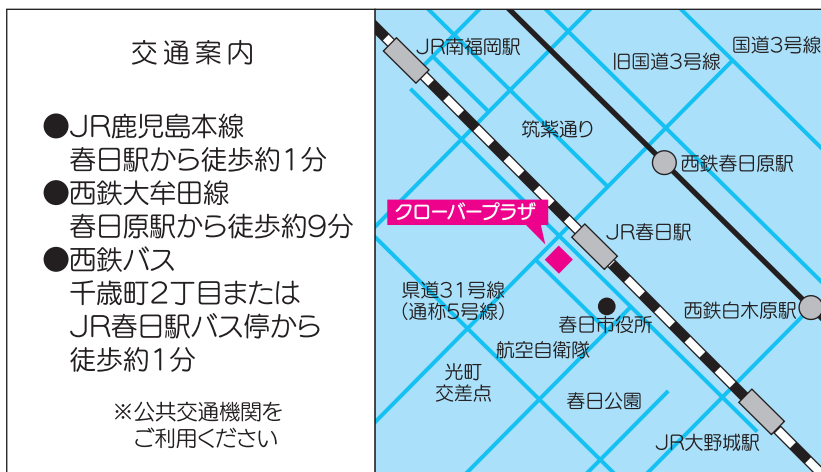 交通案内
●JR鹿児島本線
春日駅から徒歩約1分
●西鉄大牟田線
春日原駅から徒歩約9分
●西鉄バス
千歳町2丁目または
JR春日駅バス停から
徒歩約1分
※公共交通機関を
ご利用ください
JR南福岡駅
旧国道3号線
国道3号線
筑紫通り
西鉄春日原駅
クローバープラザ
JR春日駅
県道31号線
(通称5号線)
西鉄白木原駅
春日市役所
航空自衛隊
光町
交差点
春日公園
JR大野城駅